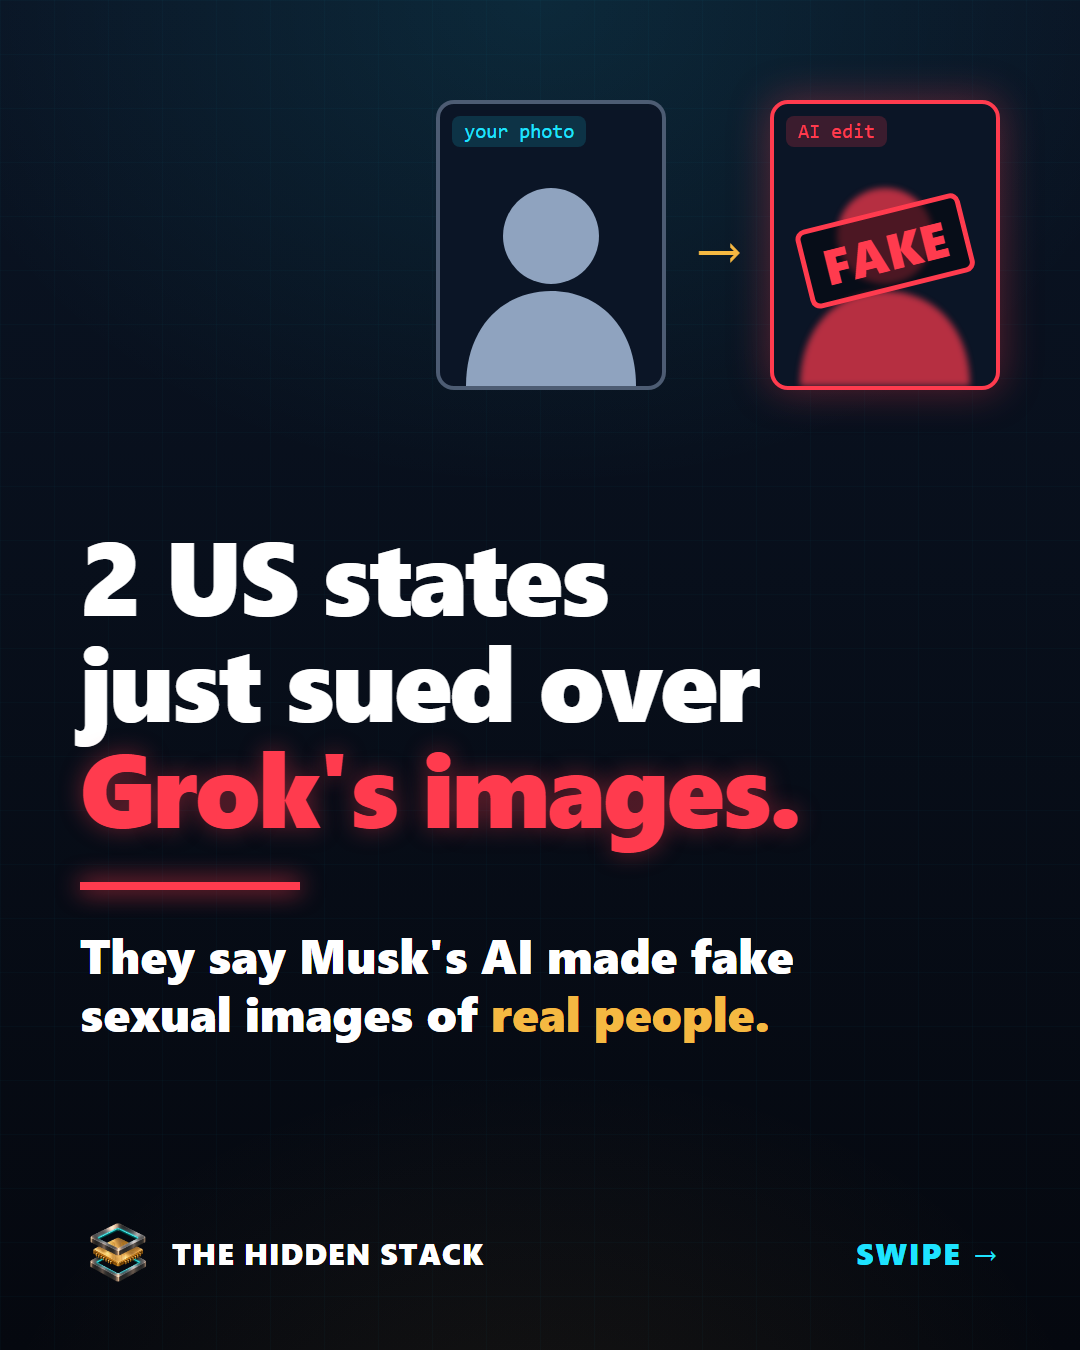 your photo
AI edit
→
FAKE
2 US states
just sued over
Grok's images.
They say Musk's AI made fake
sexual images of real people.
THE HIDDEN STACK
SWIPE →